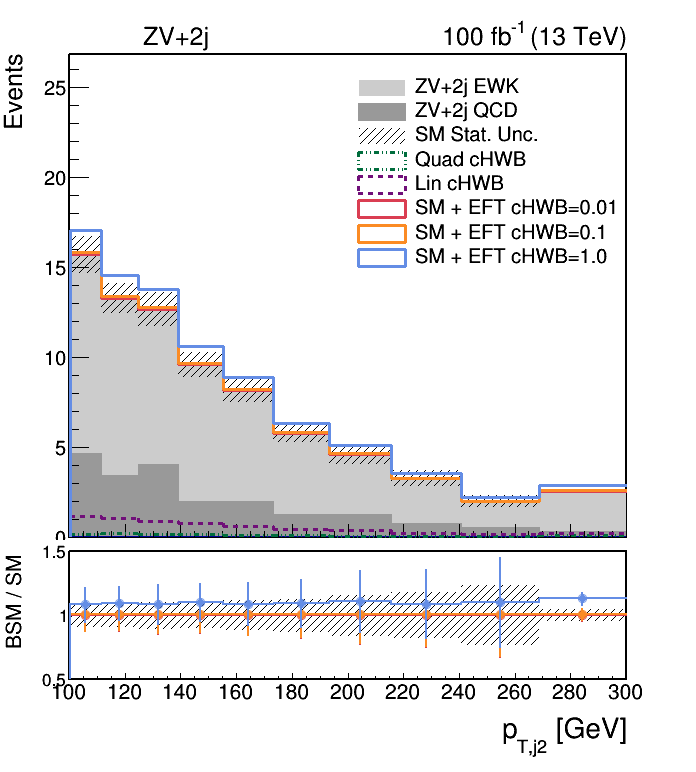 ZV+2j 100 fb-1 (13 TeV)
Events
25
20
15
10
5
0
ZV+2j EWK
ZV+2j QCD
SM Stat. Unc.
Quad cHWB
Lin cHWB
SM + EFT cHWB=0.01
SM + EFT cHWB=0.1
SM + EFT cHWB=1.0
BSM / SM
1.5
1
0.5
100 120 140 160 180 200 220 240 260 280 300
pT,j2 [GeV]